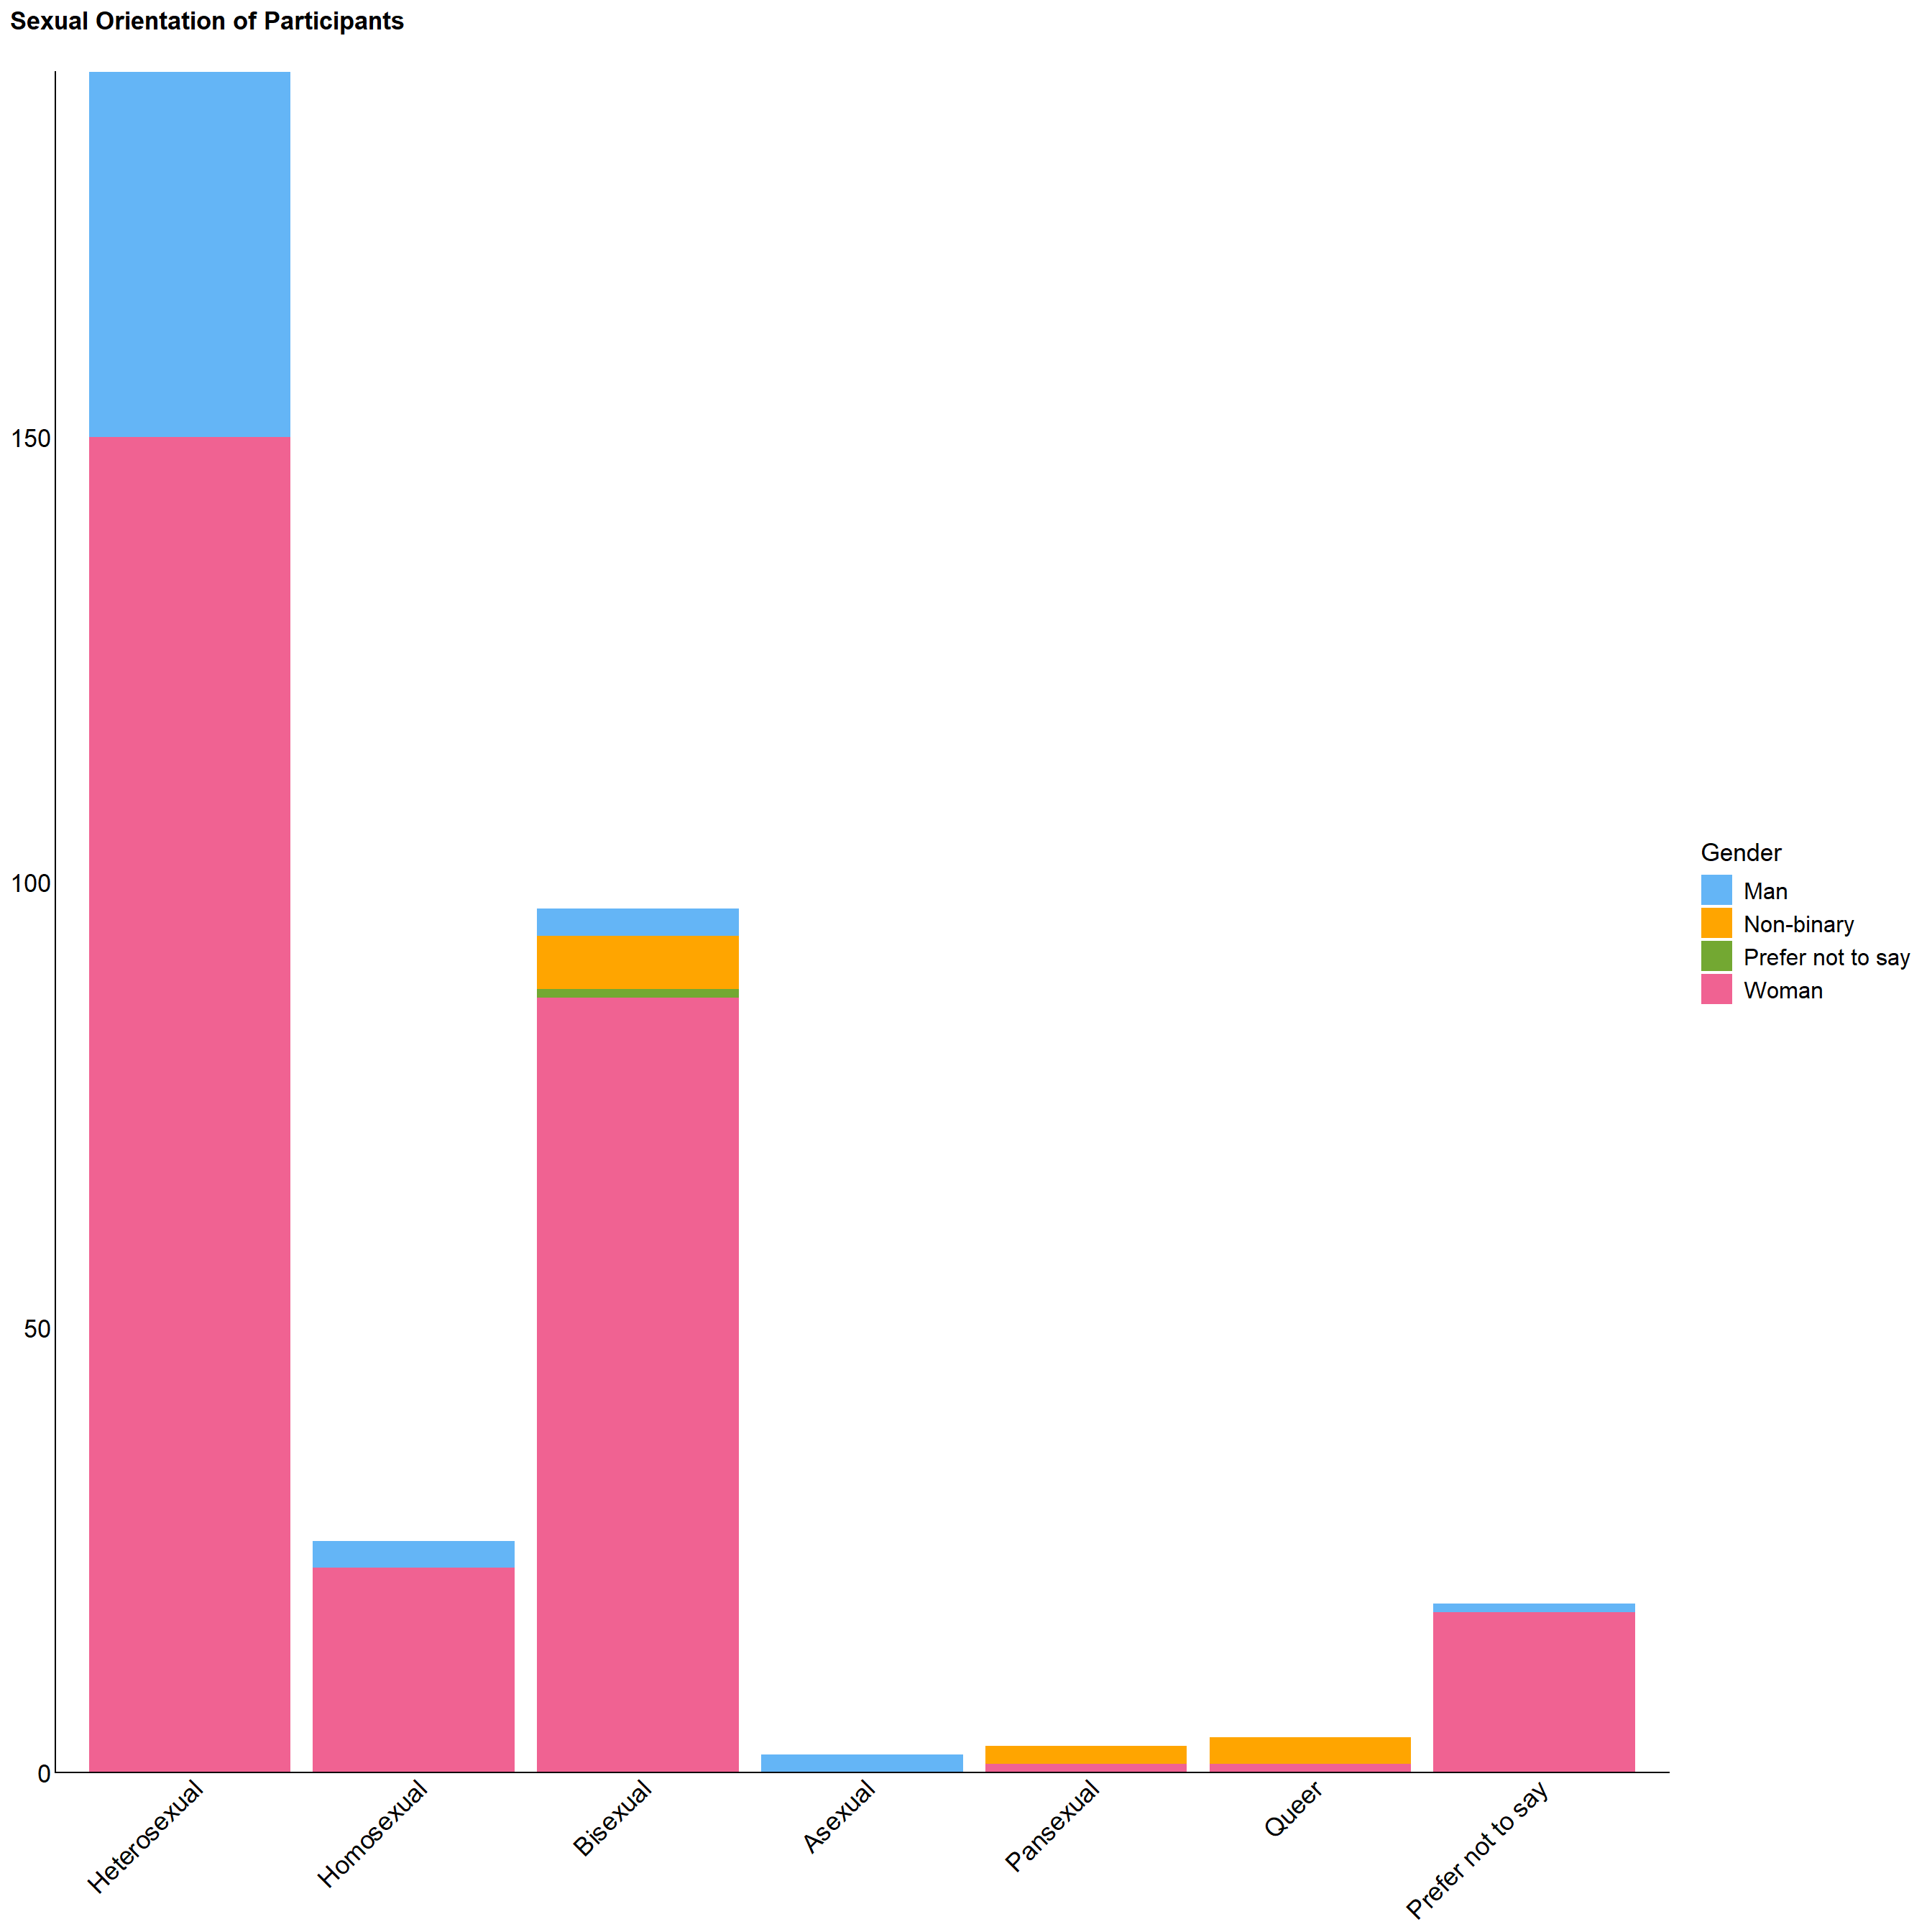 Sexual Orientation of Participants
150
100
50
0
Heterosexual
Homosexual
Bisexual
Asexual
Pansexual
Queer
Prefer not to say
Gender
Man
Non-binary
Prefer not to say
Woman